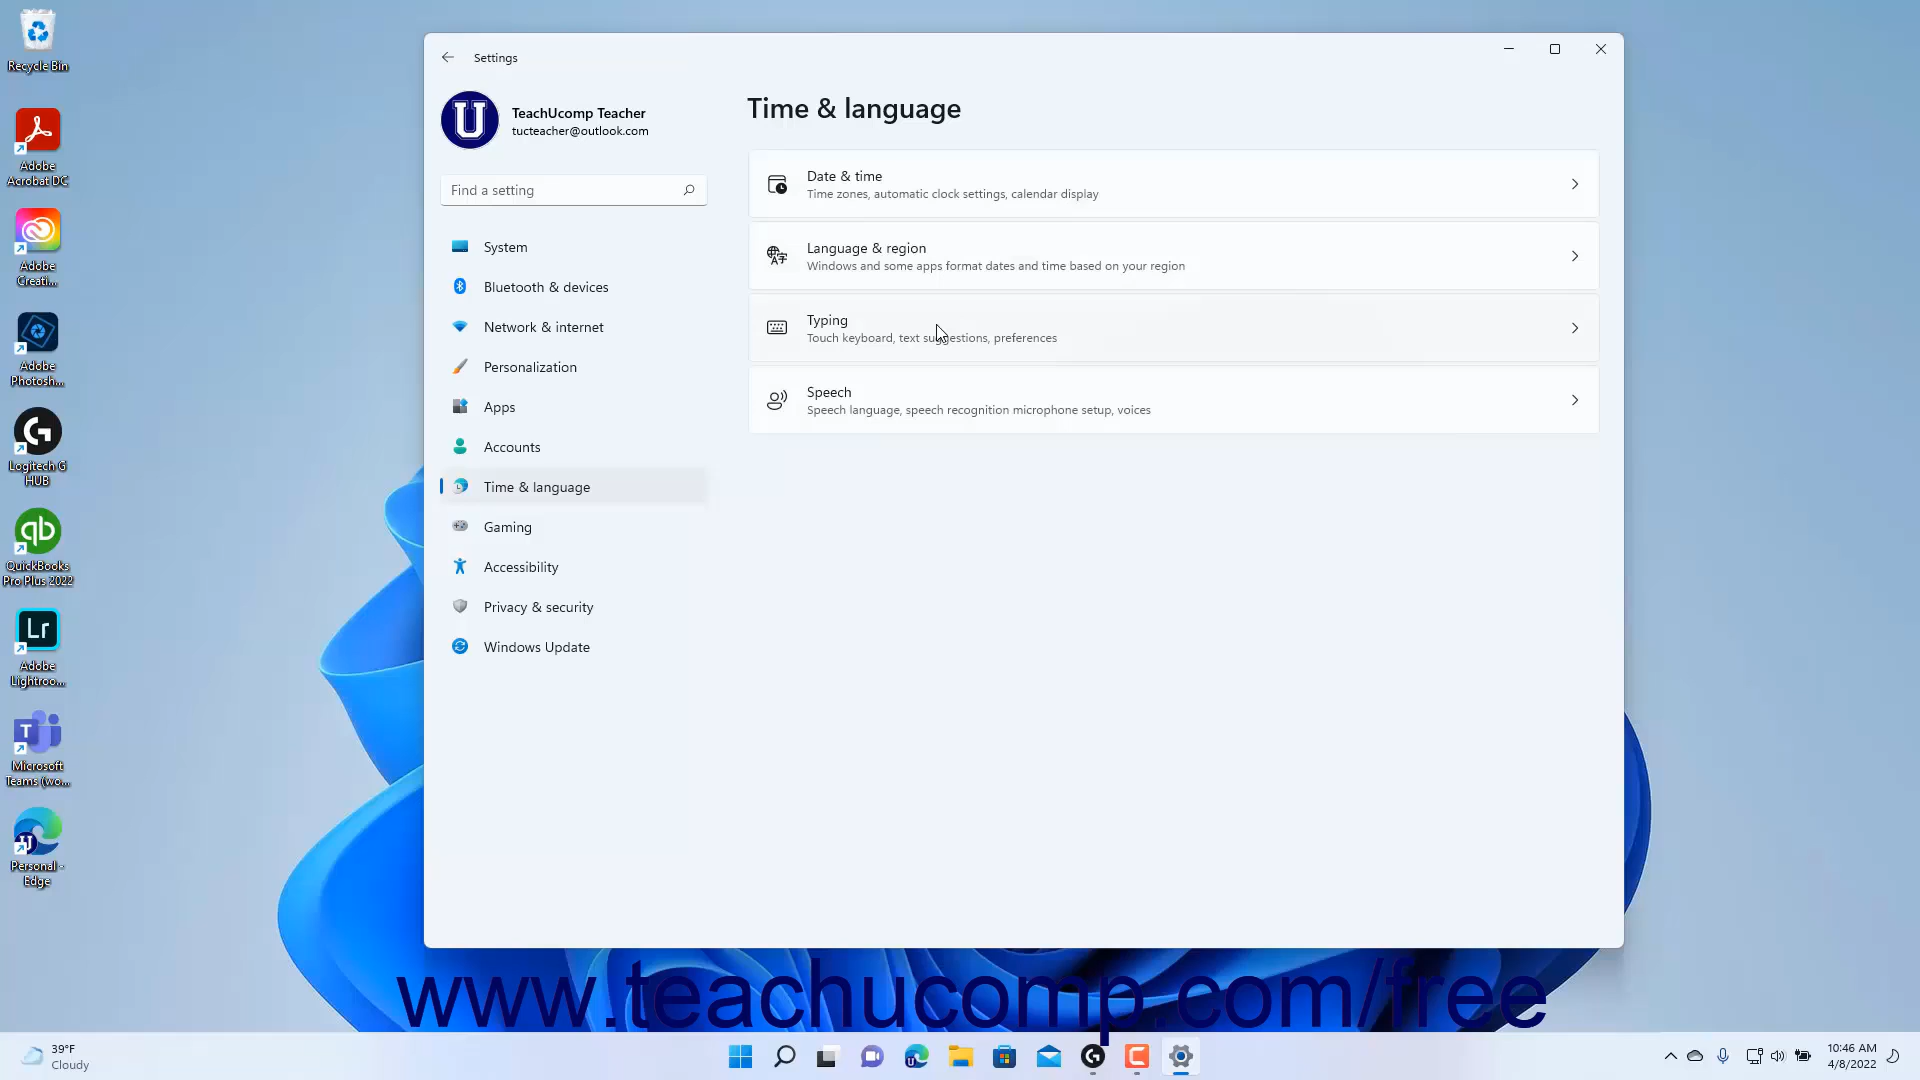 Recycle Bin
Adobe
Acrobat DC
Adobe
Creati...
Adobe
Photosh...
Logitech G
HUB
QuickBooks
Pro Plus 2022
Lr
Adobe
Lightroo...
Microsoft
Teams (wo...
Personal -
Edge
Settings
TeachUcomp Teacher
tucteacher@outlook.com
Find a setting
System
Bluetooth & devices
Network & internet
Personalization
Apps
Accounts
Time & language
Gaming
Accessibility
Privacy & security
Windows Update
Time & language
Date & time
Time zones, automatic clock settings, calendar display
Language & region
Windows and some apps format dates and time based on your region
Typing
Touch keyboard, text suggestions, preferences
Speech
Speech language, speech recognition microphone setup, voices
www.teachucomp.com/free
39°F
Cloudy
10:46 AM
4/8/2022